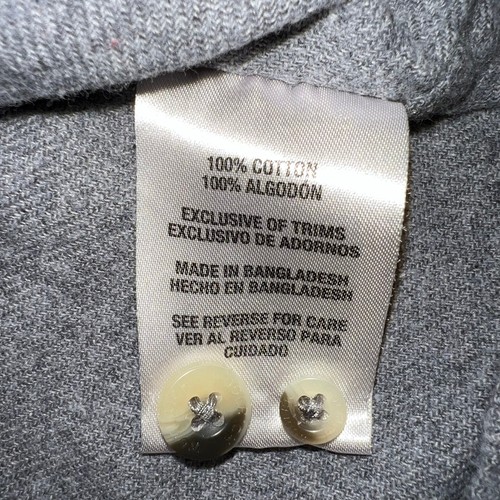 100% COTTON
100% ALGODÓN
EXCLUSIVE OF TRIMS
EXCLUSIVO DE ADORNOS
MADE IN BANGLADESH
HECHO EN BANGLADESH
SEE REVERSE FOR CARE
VER AL REVERSO PARA
CUIDADO